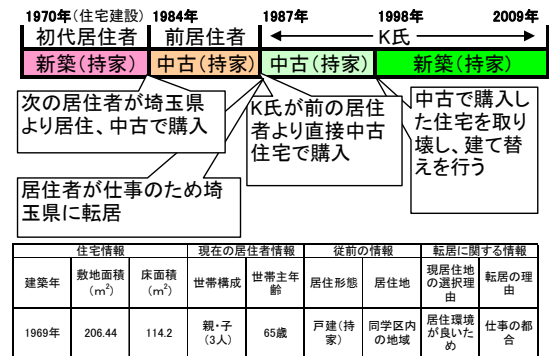 1970年(住宅建設) 1984年 1987年 1998年 2009年
初代居住者 前居住者 K氏
新築(持家) 中古(持家) 中古(持家) 新築(持家)
次の居住者が埼玉県
より居住、中古で購入
K氏が前の居住
者より直接中古
住宅で購入
中古で購入し
た住宅を取り
壊し、建て替
えを行う
居住者が仕事のため埼
玉県に転居
住宅情報 現在の居住者情報 従前の情報 転居に関する情報
建築年 敷地面積(m²) 床面積(m²) 世帯構成 世帯主年齢 居住形態 居住地 現居住地の選択理由 転居の理由
1969年 206.44 114.2 親・子(3人) 65歳 戸建(持家) 同学区内の地域 居住環境が良いため 仕事の都合